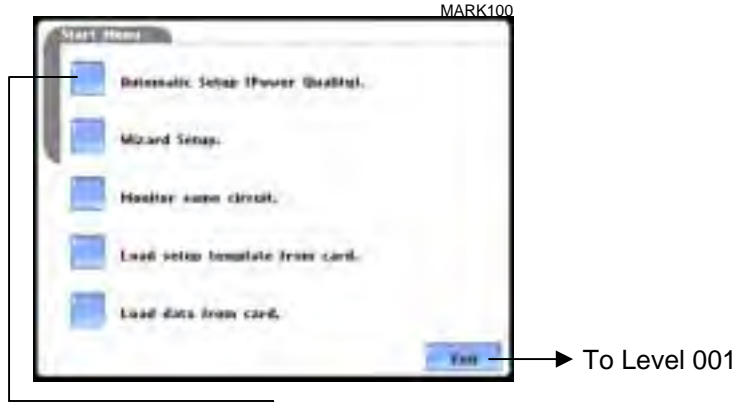 MARK100
Start Menu
Automatic Setup (Power Quality).
Wizard Setup.
Monitor same circuit.
Load setup template from card.
Load data from card.
Exit
To Level 001